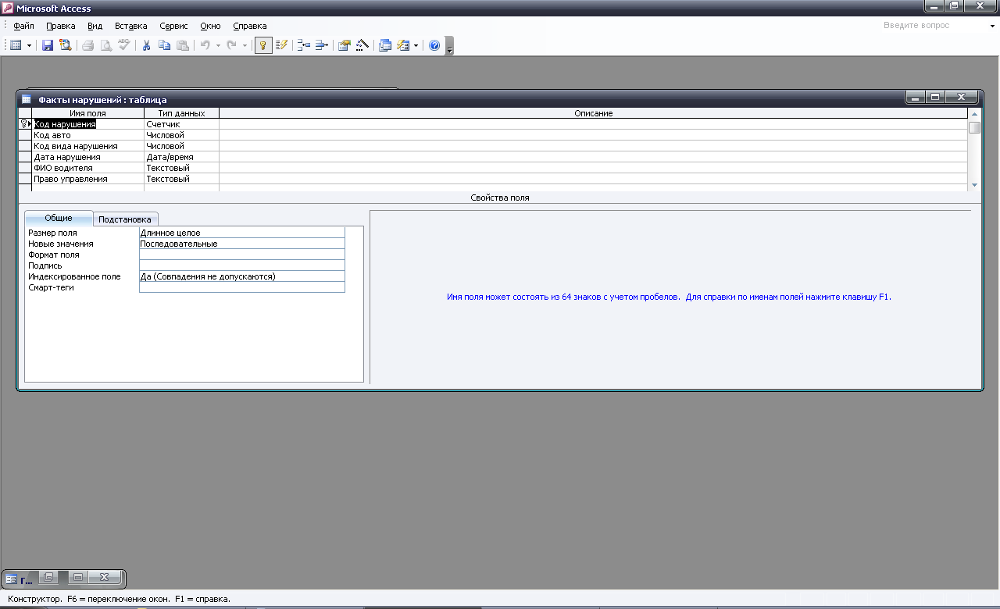 Microsoft Access
Файл Правка Вид Вставка Сервис Окно Справка Введите вопрос
Факты нарушений : таблица
Имя поля Тип данных Описание
Код нарушения Счетчик
Код авто Числовой
Код вида нарушения Числовой
Дата нарушения Дата/время
ФИО водителя Текстовый
Право управления Текстовый
Свойства поля
Общие Подстановка
Размер поля Длинное целое
Новые значения Последовательные
Формат поля
Подпись
Индексированное поле Да (Совпадения не допускаются)
Смарт-теги
Имя поля может состоять из 64 знаков с учетом пробелов. Для справки по именам полей нажмите клавишу F1.
Г...
Конструктор. F6 = переключение окон. F1 = справка.